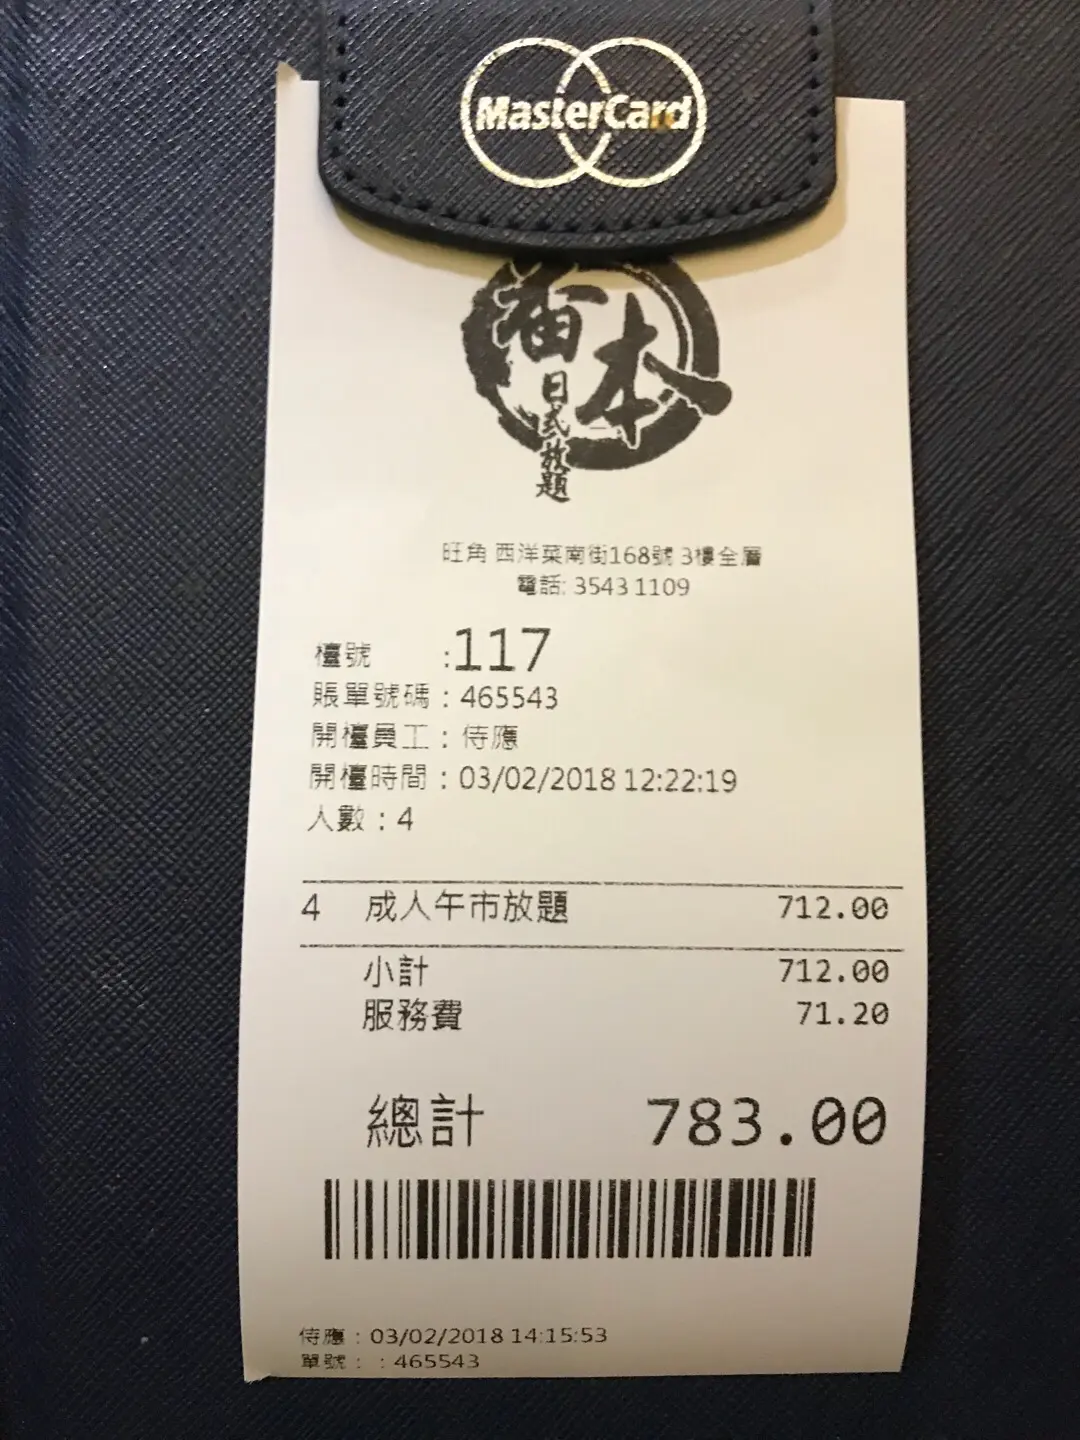 MasterCard
本
日式放題
旺角 西洋菜南街168號 3樓全層
電話: 3543 1109
檯號 :117
賬單號碼 : 465543
開檯員工 : 侍應
開檯時間 : 03/02/2018 12:22:19
人數 : 4
4 成人午市放題 712.00
小計 712.00
服務費 71.20
總計 783.00
侍應 : 03/02/2018 14:15:53
單號 : : 465543